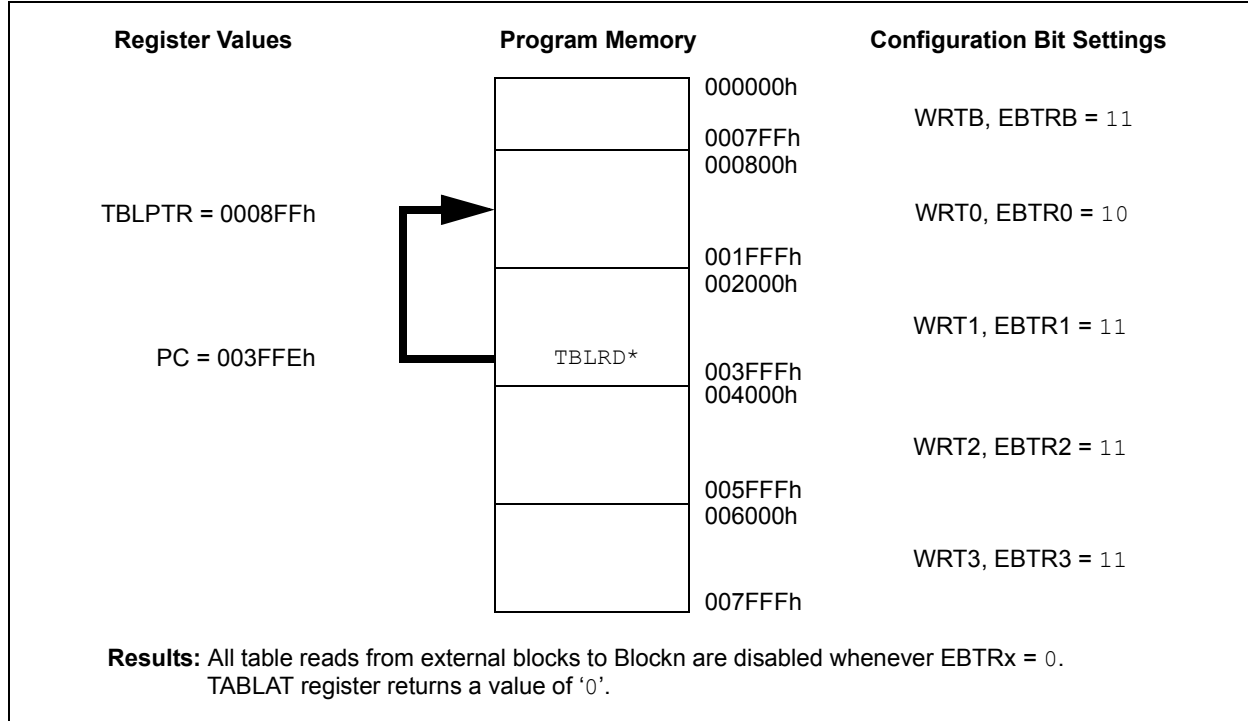 Register Values Program Memory Configuration Bit Settings
000000h
WRTB, EBTRB = 11
0007FFh
000800h
TBLPTR = 0008FFh WRT0, EBTR0 = 10
001FFFh
002000h
WRT1, EBTR1 = 11
PC = 003FFEh TBLRD*
003FFFh
004000h
WRT2, EBTR2 = 11
005FFFh
006000h
WRT3, EBTR3 = 11
007FFFh
Results: All table reads from external blocks to Blockn are disabled whenever EBTRx = 0.
TABLAT register returns a value of ‘0’.